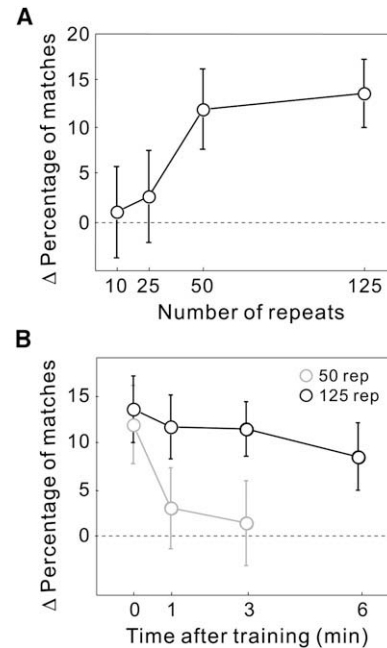 A
Δ Percentage of matches
20
15
10
5
0
10 25 50 125
Number of repeats
B
Δ Percentage of matches
15
10
5
0
50 rep
125 rep
0 1 3 6
Time after training (min)